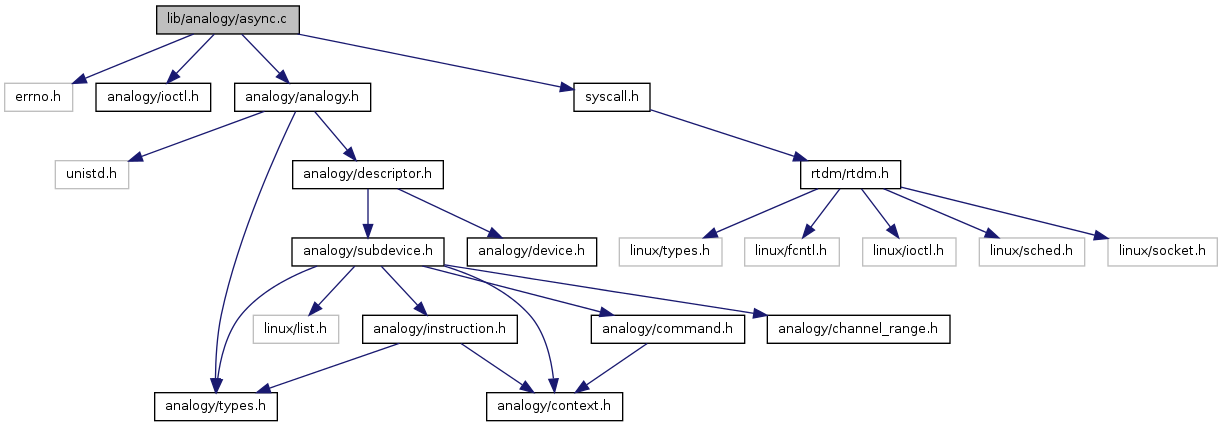 lib/analogy/async.c
errno.h
analogy/ioctl.h
analogy/analogy.h
syscall.h
unistd.h
analogy/descriptor.h
rtdm/rtdm.h
analogy/subdevice.h
analogy/device.h
linux/types.h
linux/fcntl.h
linux/ioctl.h
linux/sched.h
linux/socket.h
linux/list.h
analogy/instruction.h
analogy/command.h
analogy/channel_range.h
analogy/types.h
analogy/context.h